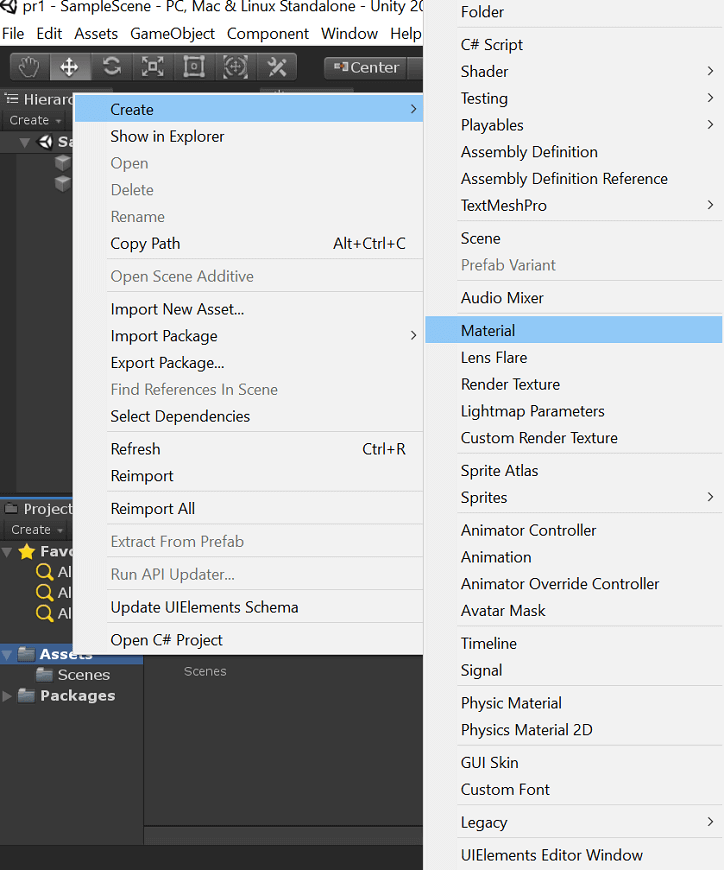 pr1 - SampleScene - PC, Mac & Linux Standalone - Unity 20
File Edit Assets GameObject Component Window Help
Center
Hierarc
Create
Sa
Create
Show in Explorer
Open
Delete
Rename
Copy Path Alt+Ctrl+C
Open Scene Additive
Import New Asset...
Import Package
Export Package...
Find References In Scene
Select Dependencies
Refresh Ctrl+R
Reimport
Reimport All
Extract From Prefab
Run API Updater...
Update UIElements Schema
Open C# Project
Folder
C# Script
Shader
Testing
Playables
Assembly Definition
Assembly Definition Reference
TextMeshPro
Scene
Prefab Variant
Audio Mixer
Material
Lens Flare
Render Texture
Lightmap Parameters
Custom Render Texture
Sprite Atlas
Sprites
Animator Controller
Animation
Animator Override Controller
Avatar Mask
Timeline
Signal
Physic Material
Physics Material 2D
GUI Skin
Custom Font
Legacy
UIElements Editor Window
Project
Create
Favo
Al
Al
Al
Assets
Scenes
Packages
Scenes